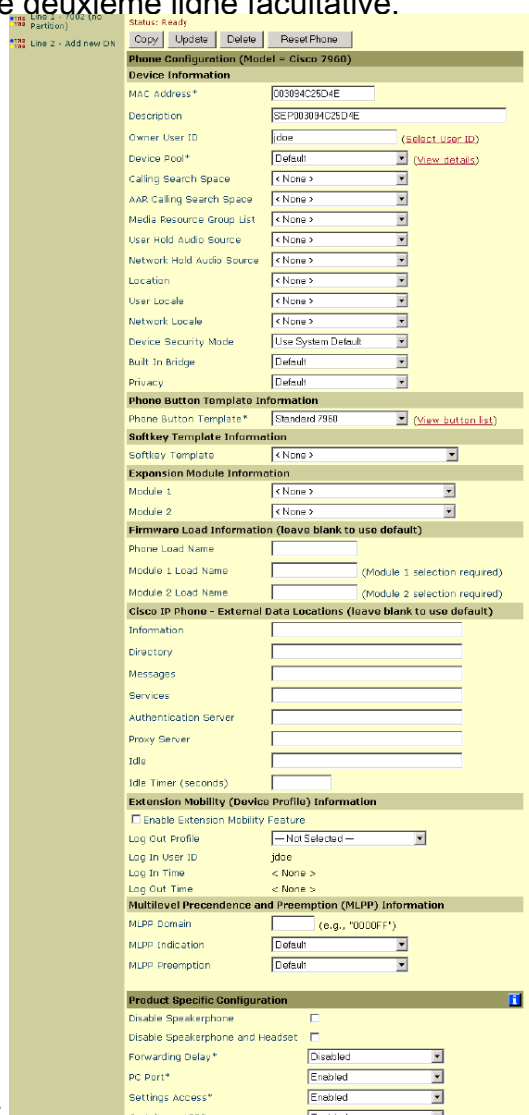 e deuxième ligne facultative.
Line 1 - 7002 (no Partition)
Line 2 - Add new DN
Status: Ready
Copy Update Delete Reset Phone
Phone Configuration (Model = Cisco 7960)
Device Information
MAC Address* 003094C25D4E
Description SEP003094C25D4E
Owner User ID jdoe (Select User ID)
Device Pool* Default (View details)
Calling Search Space < None >
AAR Calling Search Space < None >
Media Resource Group List < None >
User Hold Audio Source < None >
Network Hold Audio Source < None >
Location < None >
User Locale < None >
Network Locale < None >
Device Security Mode Use System Default
Built In Bridge Default
Privacy Default
Phone Button Template Information
Phone Button Template* Standard 7960 (View button list)
Softkey Template Information
Softkey Template < None >
Expansion Module Information
Module 1 < None >
Module 2 < None >
Firmware Load Information (leave blank to use default)
Phone Load Name
Module 1 Load Name (Module 1 selection required)
Module 2 Load Name (Module 2 selection required)
Cisco IP Phone - External Data Locations (leave blank to use default)
Information
Directory
Messages
Services
Authentication Server
Proxy Server
Idle
Idle Timer (seconds)
Extension Mobility (Device Profile) Information
Enable Extension Mobility Feature
Log Out Profile — Not Selected —
Log In User ID jdoe
Log In Time < None >
Log Out Time < None >
Multilevel Precendence and Preemption (MLPP) Information
MLPP Domain (e.g., "0000FF")
MLPP Indication Default
MLPP Preemption Default
Product Specific Configuration
Disable Speakerphone
Disable Speakerphone and Headset
Forwarding Delay* Disabled
PC Port* Enabled
Settings Access* Enabled